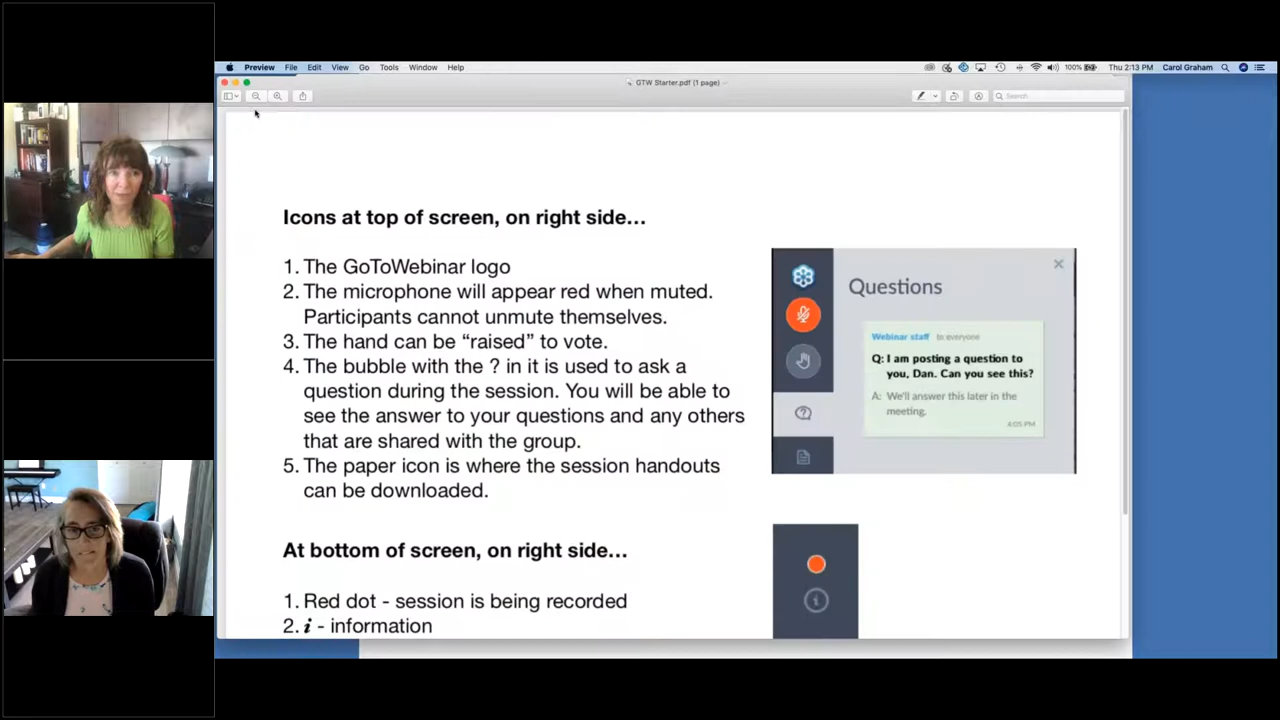 Preview File Edit View Go Tools Window Help 100% Thu 2:13 PM Carol Graham
GTW Starter.pdf (1 page)
Search
Icons at top of screen, on right side...
1. The GoToWebinar logo
2. The microphone will appear red when muted.
Participants cannot unmute themselves.
3. The hand can be “raised” to vote.
4. The bubble with the ? in it is used to ask a
question during the session. You will be able to
see the answer to your questions and any others
that are shared with the group.
5. The paper icon is where the session handouts
can be downloaded.
Questions
Webinar staff to everyone
Q: I am posting a question to
you, Dan. Can you see this?
A: We'll answer this later in the
meeting.
4:05 PM
At bottom of screen, on right side...
1. Red dot - session is being recorded
2. i - information